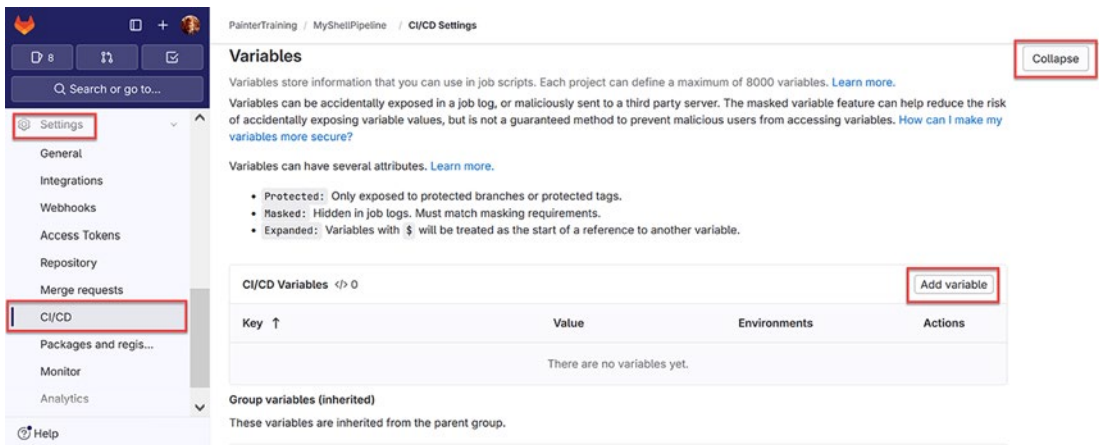 8
Search or go to...
Settings
General
Integrations
Webhooks
Access Tokens
Repository
Merge requests
CI/CD
Packages and regis...
Monitor
Analytics
Help
PainterTraining / MyShellPipeline / CI/CD Settings
Variables
Collapse
Variables store information that you can use in job scripts. Each project can define a maximum of 8000 variables. Learn more.
Variables can be accidentally exposed in a job log, or maliciously sent to a third party server. The masked variable feature can help reduce the risk
of accidentally exposing variable values, but is not a guaranteed method to prevent malicious users from accessing variables. How can I make my
variables more secure?
Variables can have several attributes. Learn more.
• Protected: Only exposed to protected branches or protected tags.
• Masked: Hidden in job logs. Must match masking requirements.
• Expanded: Variables with $ will be treated as the start of a reference to another variable.
CI/CD Variables </> 0
Add variable
Key ↑ Value Environments Actions
There are no variables yet.
Group variables (inherited)
These variables are inherited from the parent group.